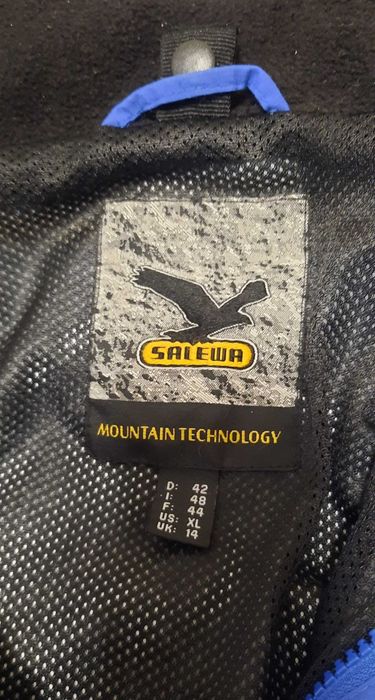 SALEWA
MOUNTAIN TECHNOLOGY
D: 42
I: 48
F: 44
US: XL
UK: 14